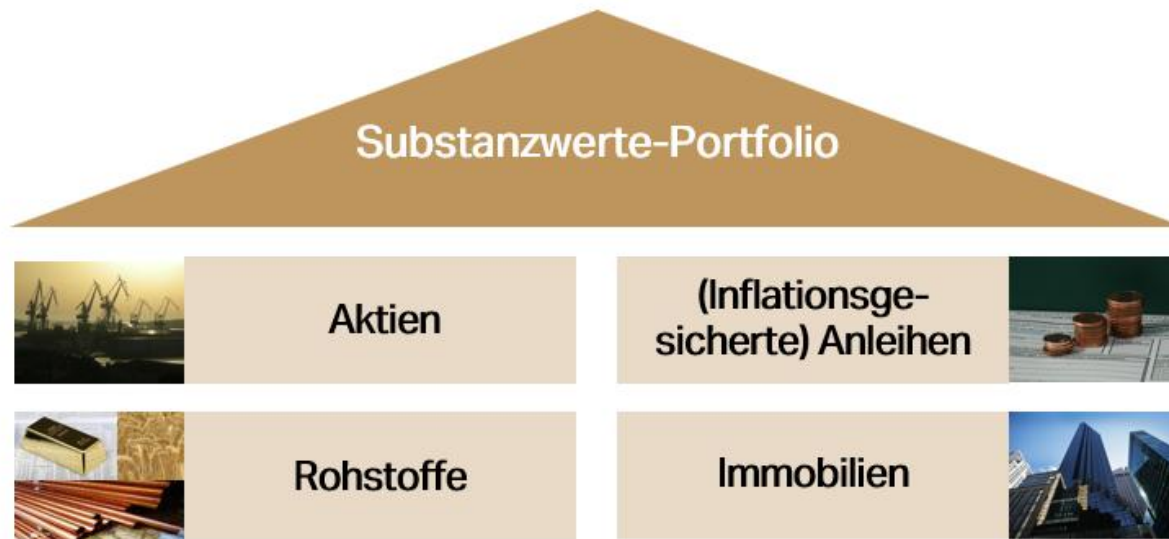 Substanzwerte-Portfolio
Aktien
(Inflationsge-
sicherte) Anleihen
Rohstoffe
Immobilien